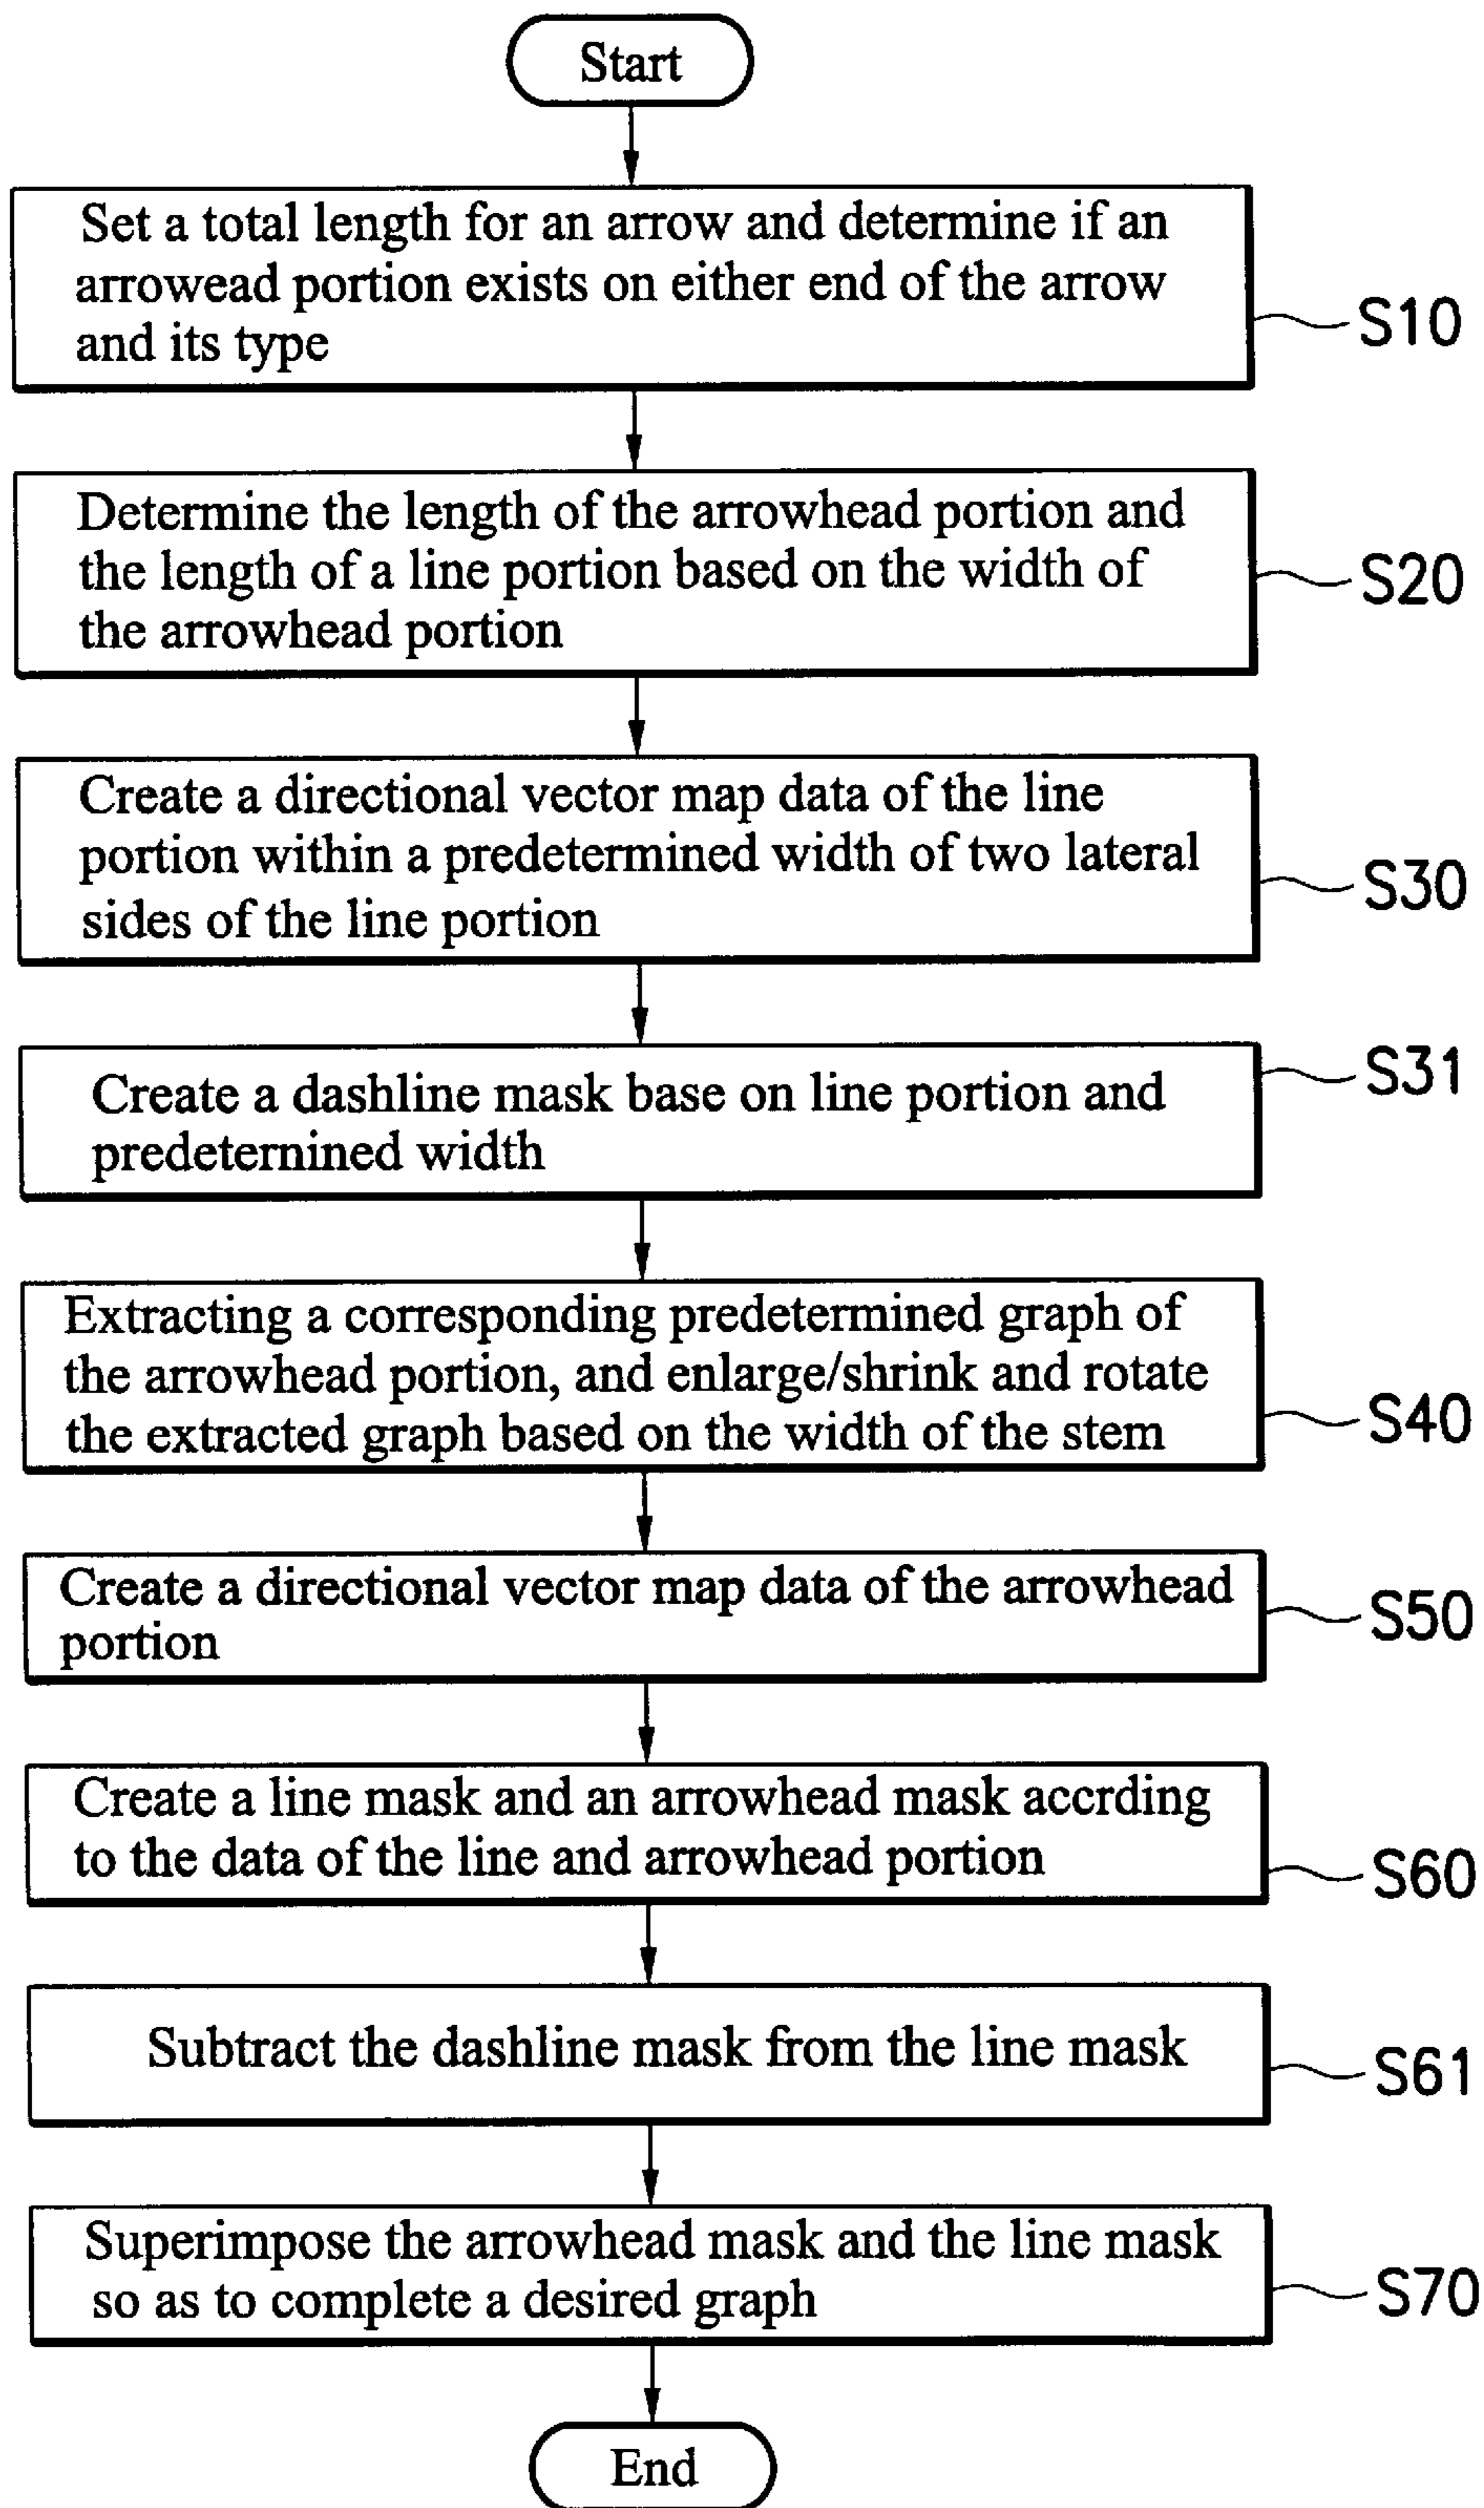 Start
Set a total length for an arrow and determine if an
arrowead portion exists on either end of the arrow
and its type
S10
Determine the length of the arrowhead portion and
the length of a line portion based on the width of
the arrowhead portion
S20
Create a directional vector map data of the line
portion within a predetermined width of two lateral
sides of the line portion
S30
Create a dashline mask base on line portion and
predeternined width
S31
Extracting a corresponding predetermined graph of
the arrowhead portion, and enlarge/shrink and rotate
the extracted graph based on the width of the stem
S40
Create a directional vector map data of the arrowhead
portion
S50
Create a line mask and an arrowhead mask accrding
to the data of the line and arrowhead portion
S60
Subtract the dashline mask from the line mask
S61
Superimpose the arrowhead mask and the line mask
so as to complete a desired graph
S70
End